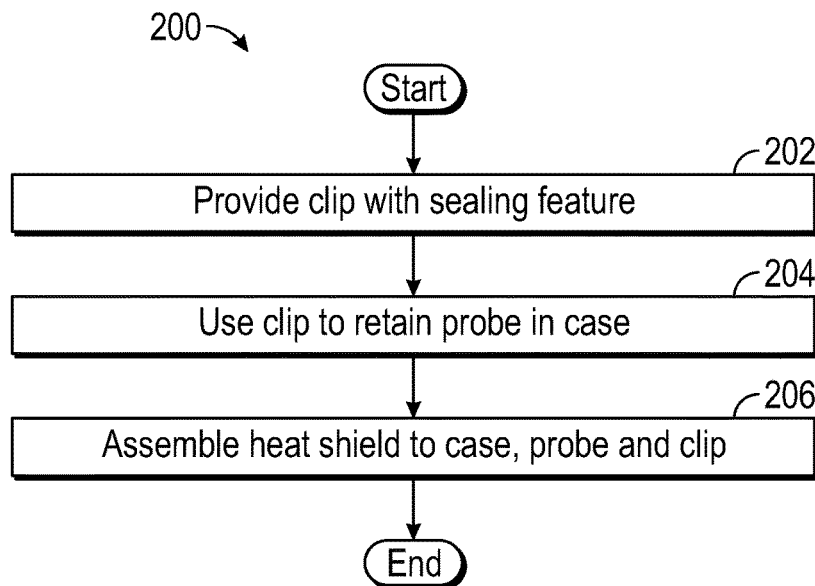 200
Start
202
Provide clip with sealing feature
204
Use clip to retain probe in case
206
Assemble heat shield to case, probe and clip
End